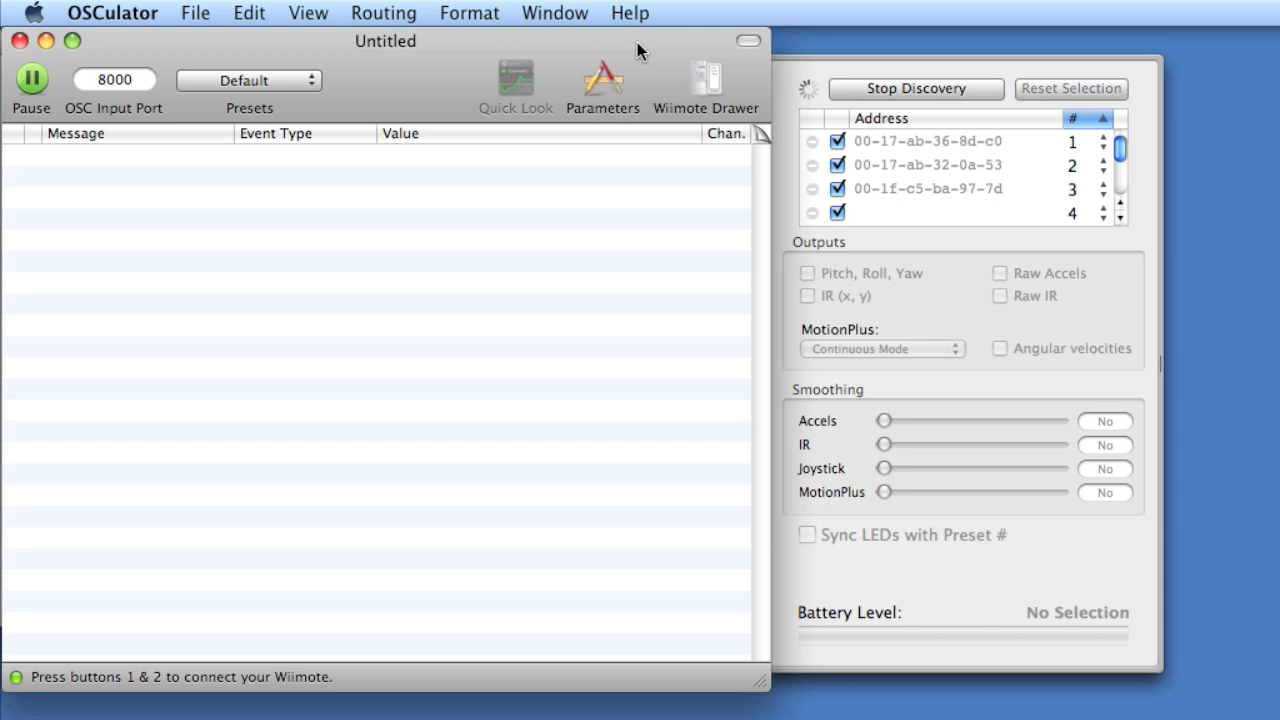 OSCulator File Edit View Routing Format Window Help
Untitled
8000 Default
Pause OSC Input Port Presets Quick Look Parameters Wiimote Drawer
Message Event Type Value Chan.
Press buttons 1 & 2 to connect your Wiimote.
Stop Discovery Reset Selection
Address #
00-17-ab-36-8d-c0 1
00-17-ab-32-0a-53 2
00-1f-c5-ba-97-7d 3
4
Outputs
Pitch, Roll, Yaw Raw Accels
IR (x, y) Raw IR
MotionPlus:
Continuous Mode Angular velocities
Smoothing
Accels No
IR No
Joystick No
MotionPlus No
Sync LEDs with Preset #
Battery Level: No Selection